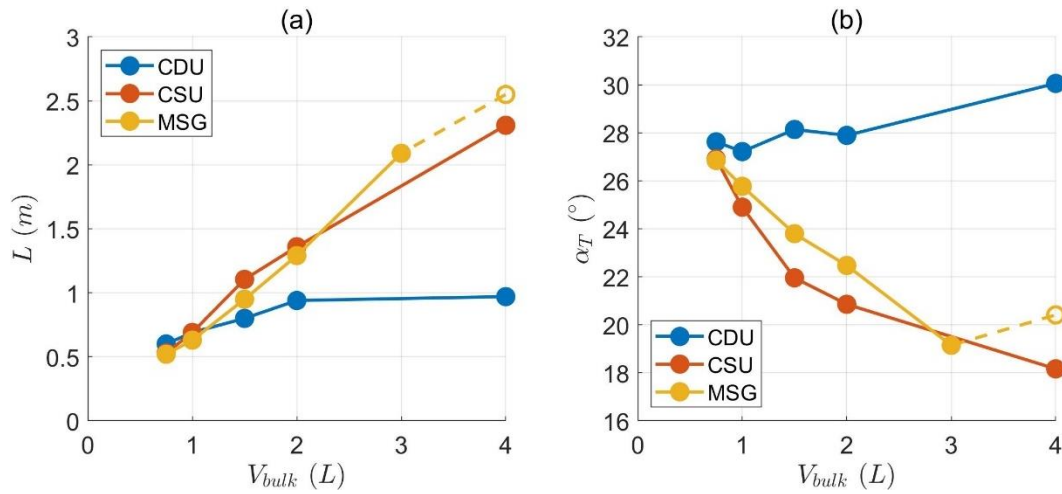 (a)
3
2.5
2
1.5
1
0.5
0
L (m)
CDU
CSU
MSG
0 1 2 3 4
V_bulk (L)
(b)
32
30
28
26
24
22
20
18
16
α_T (°)
CDU
CSU
MSG
0 1 2 3 4
V_bulk (L)